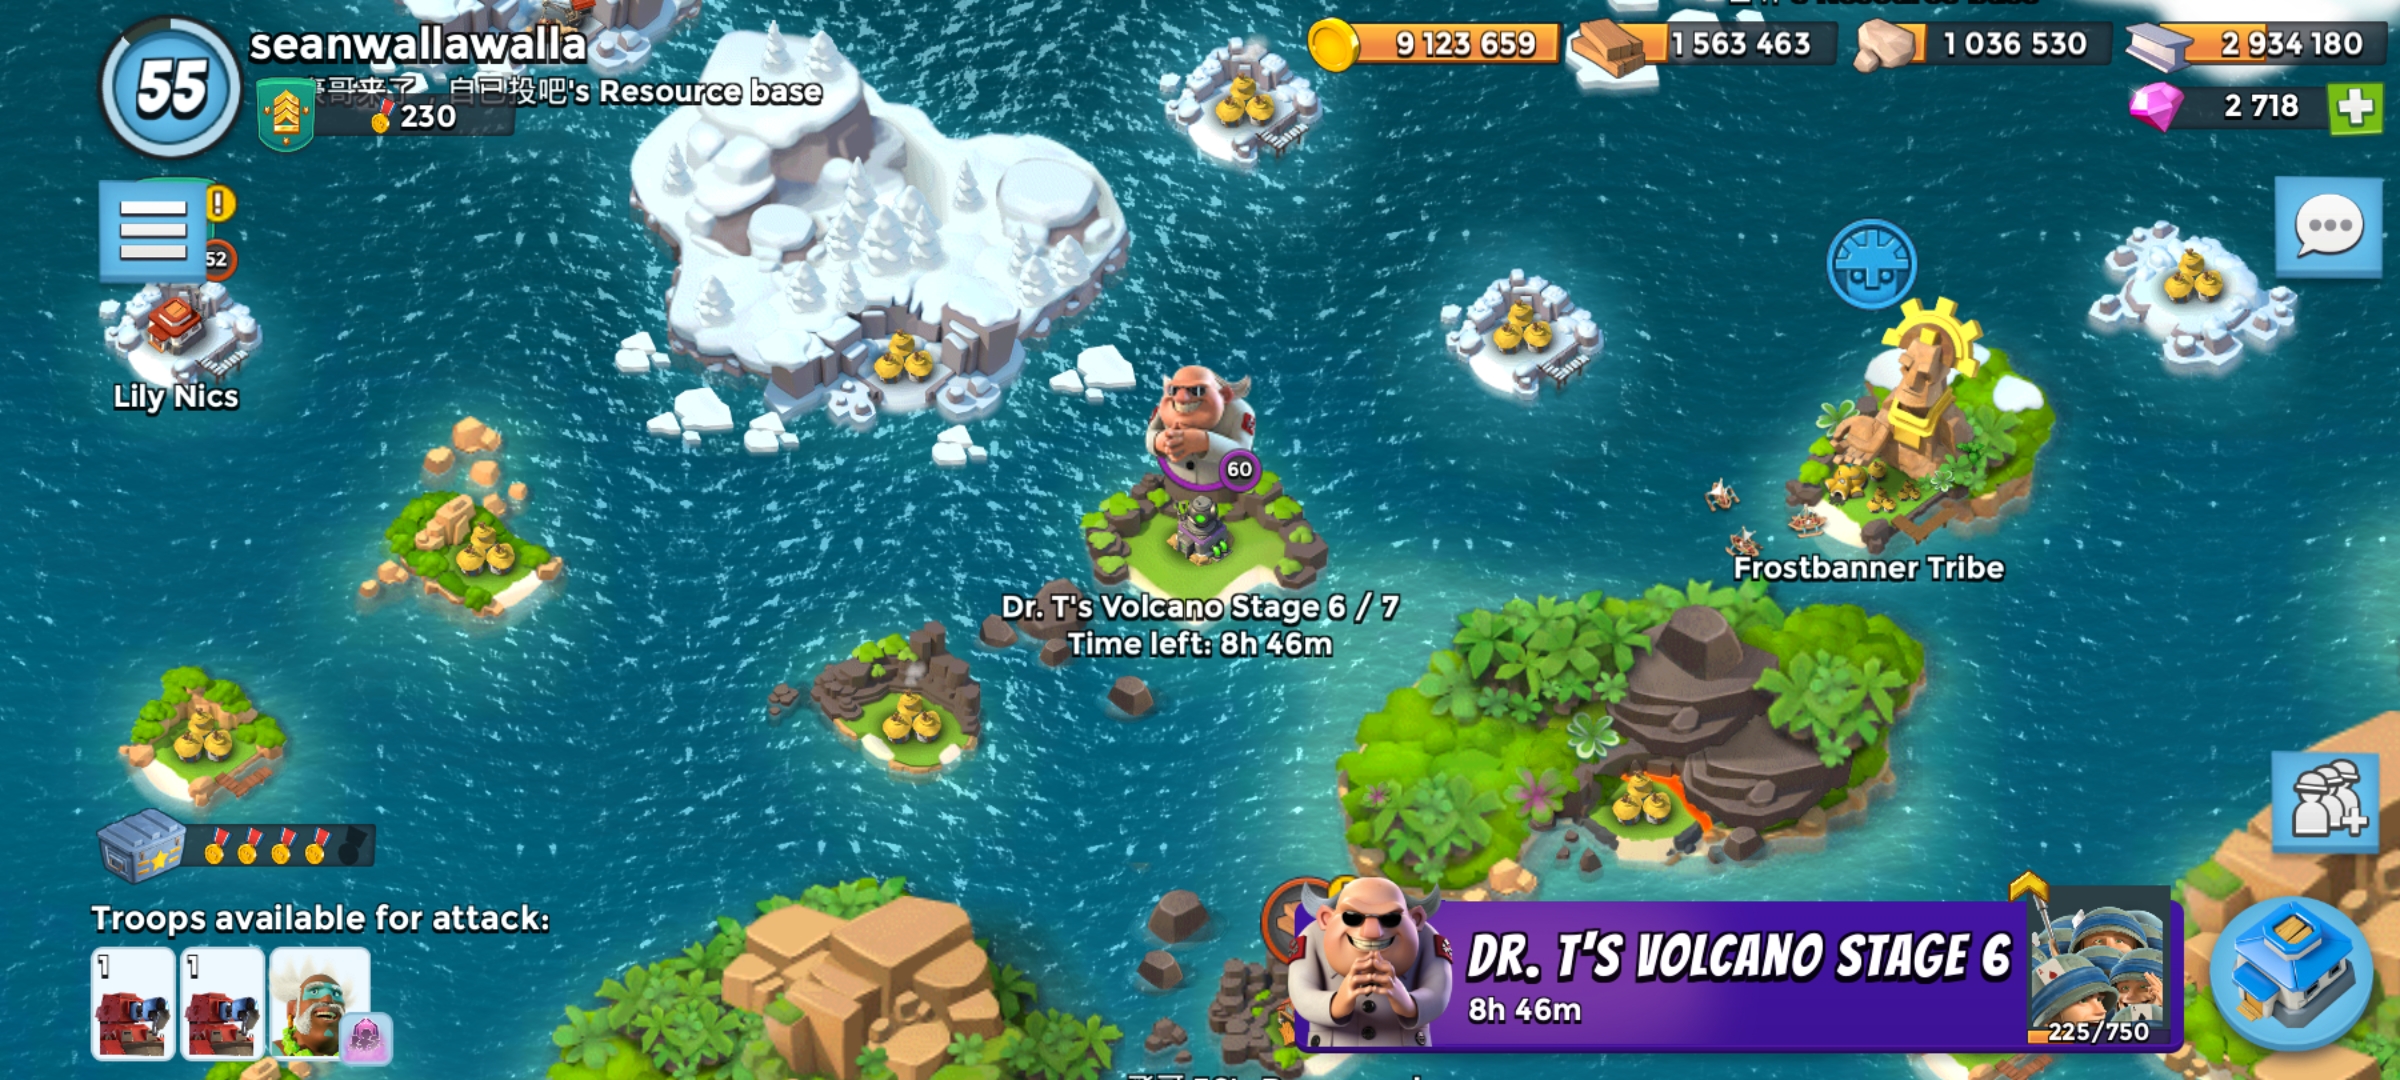 55
seanwallawalla
自己投吧's Resource base
230
9 123 659
1 563 463
1 036 530
2 934 180
2 718
52
Lily Nics
60
Dr. T's Volcano Stage 6 / 7
Time left: 8h 46m
Frostbanner Tribe
Troops available for attack:
1
1
DR. T'S VOLCANO STAGE 6
8h 46m
225/750